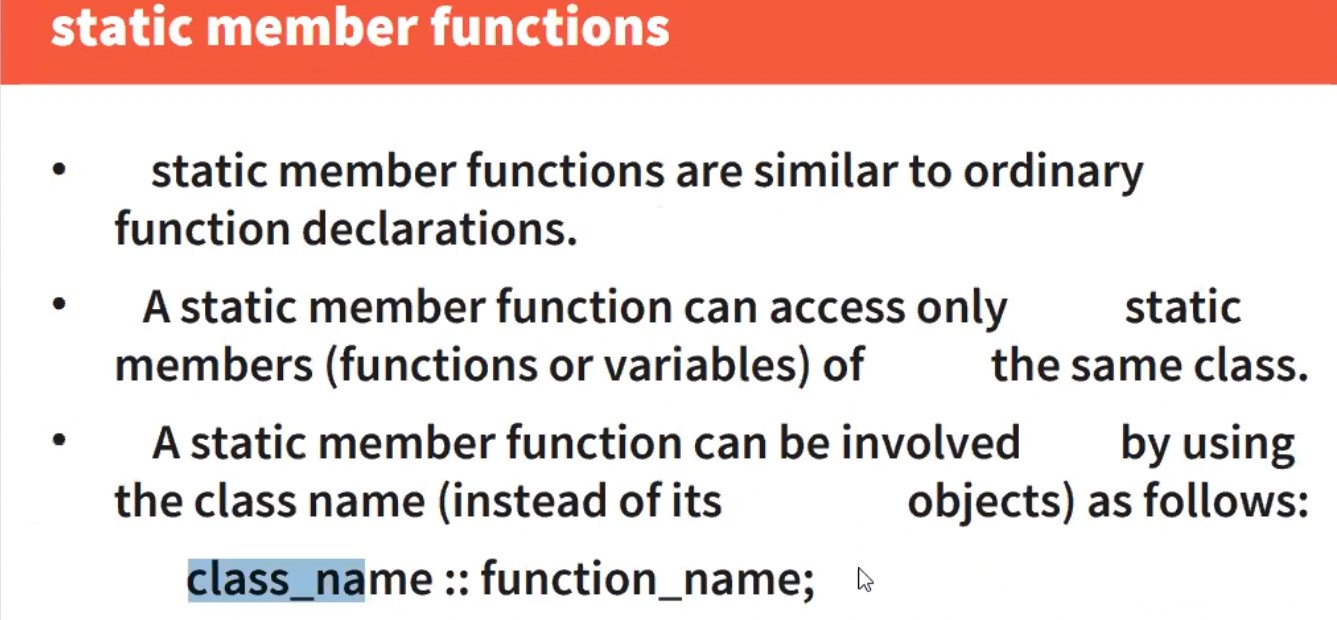 static member functions
• static member functions are similar to ordinary
function declarations.
• A static member function can access only static
members (functions or variables) of the same class.
• A static member function can be involved by using
the class name (instead of its objects) as follows:
class_name :: function_name;